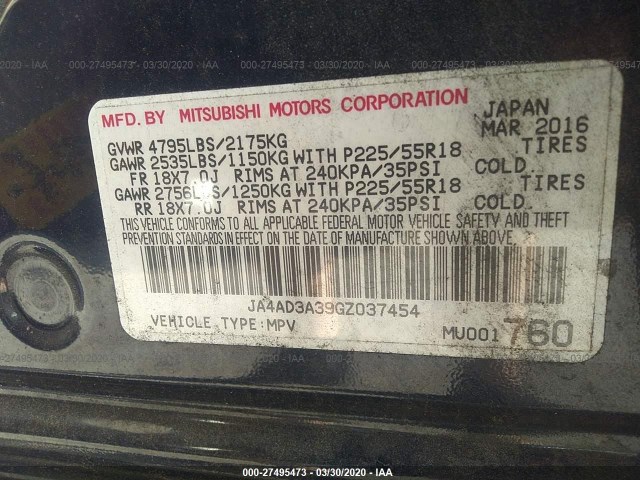 000-27495473 - 03/30/2020 - IAA
MFD. BY MITSUBISHI MOTORS CORPORATION JAPAN
GVWR 4795LBS/2175KG MAR 2016
GAWR 2535LBS/1150KG WITH P225/55R18 TIRES
FR 18X7.0J RIMS AT 240KPA/35PSI COLD.
GAWR 2756LBS/1250KG WITH P225/55R18 TIRES
RR 18X7.0J RIMS AT 240KPA/35PSI COLD.
THIS VEHICLE CONFORMS TO ALL APPLICABLE FEDERAL MOTOR VEHICLE SAFETY AND THEFT
PREVENTION STANDARDS IN EFFECT ON THE DATE OF MANUFACTURE SHOWN ABOVE.
JA4AD3A39GZ037454
VEHICLE TYPE:MPV MU001760
000-27495473 - 03/30/2020 - IAA